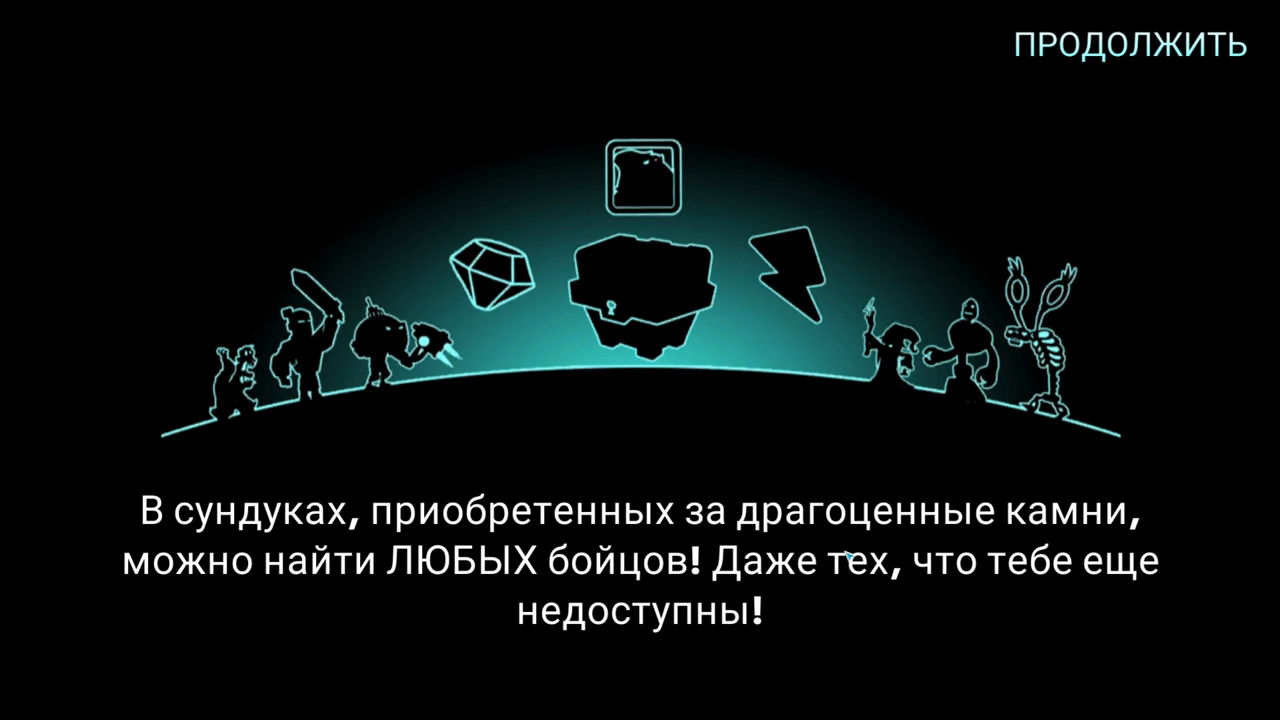 ПРОДОЛЖИТЬ
В сундуках, приобретенных за драгоценные камни,
можно найти ЛЮБЫХ бойцов! Даже тех, что тебе еще
недоступны!